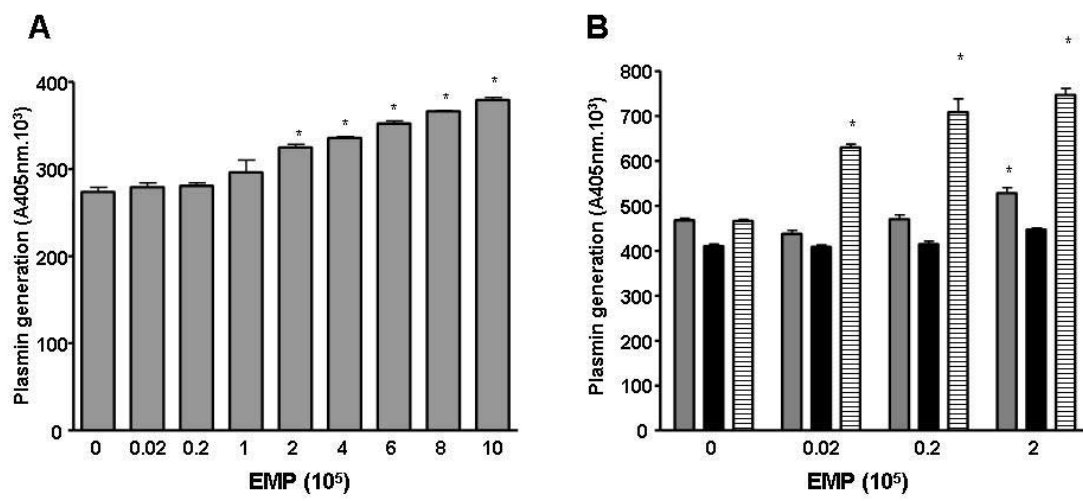 A
Plasmin generation (A405nm.10³)
400
300
200
100
0
* * * * *
0 0.02 0.2 1 2 4 6 8 10
EMP (10⁵)
B
Plasmin generation (A405nm.10³)
800
700
600
500
400
300
200
100
0
* * * *
0 0.02 0.2 2
EMP (10⁵)